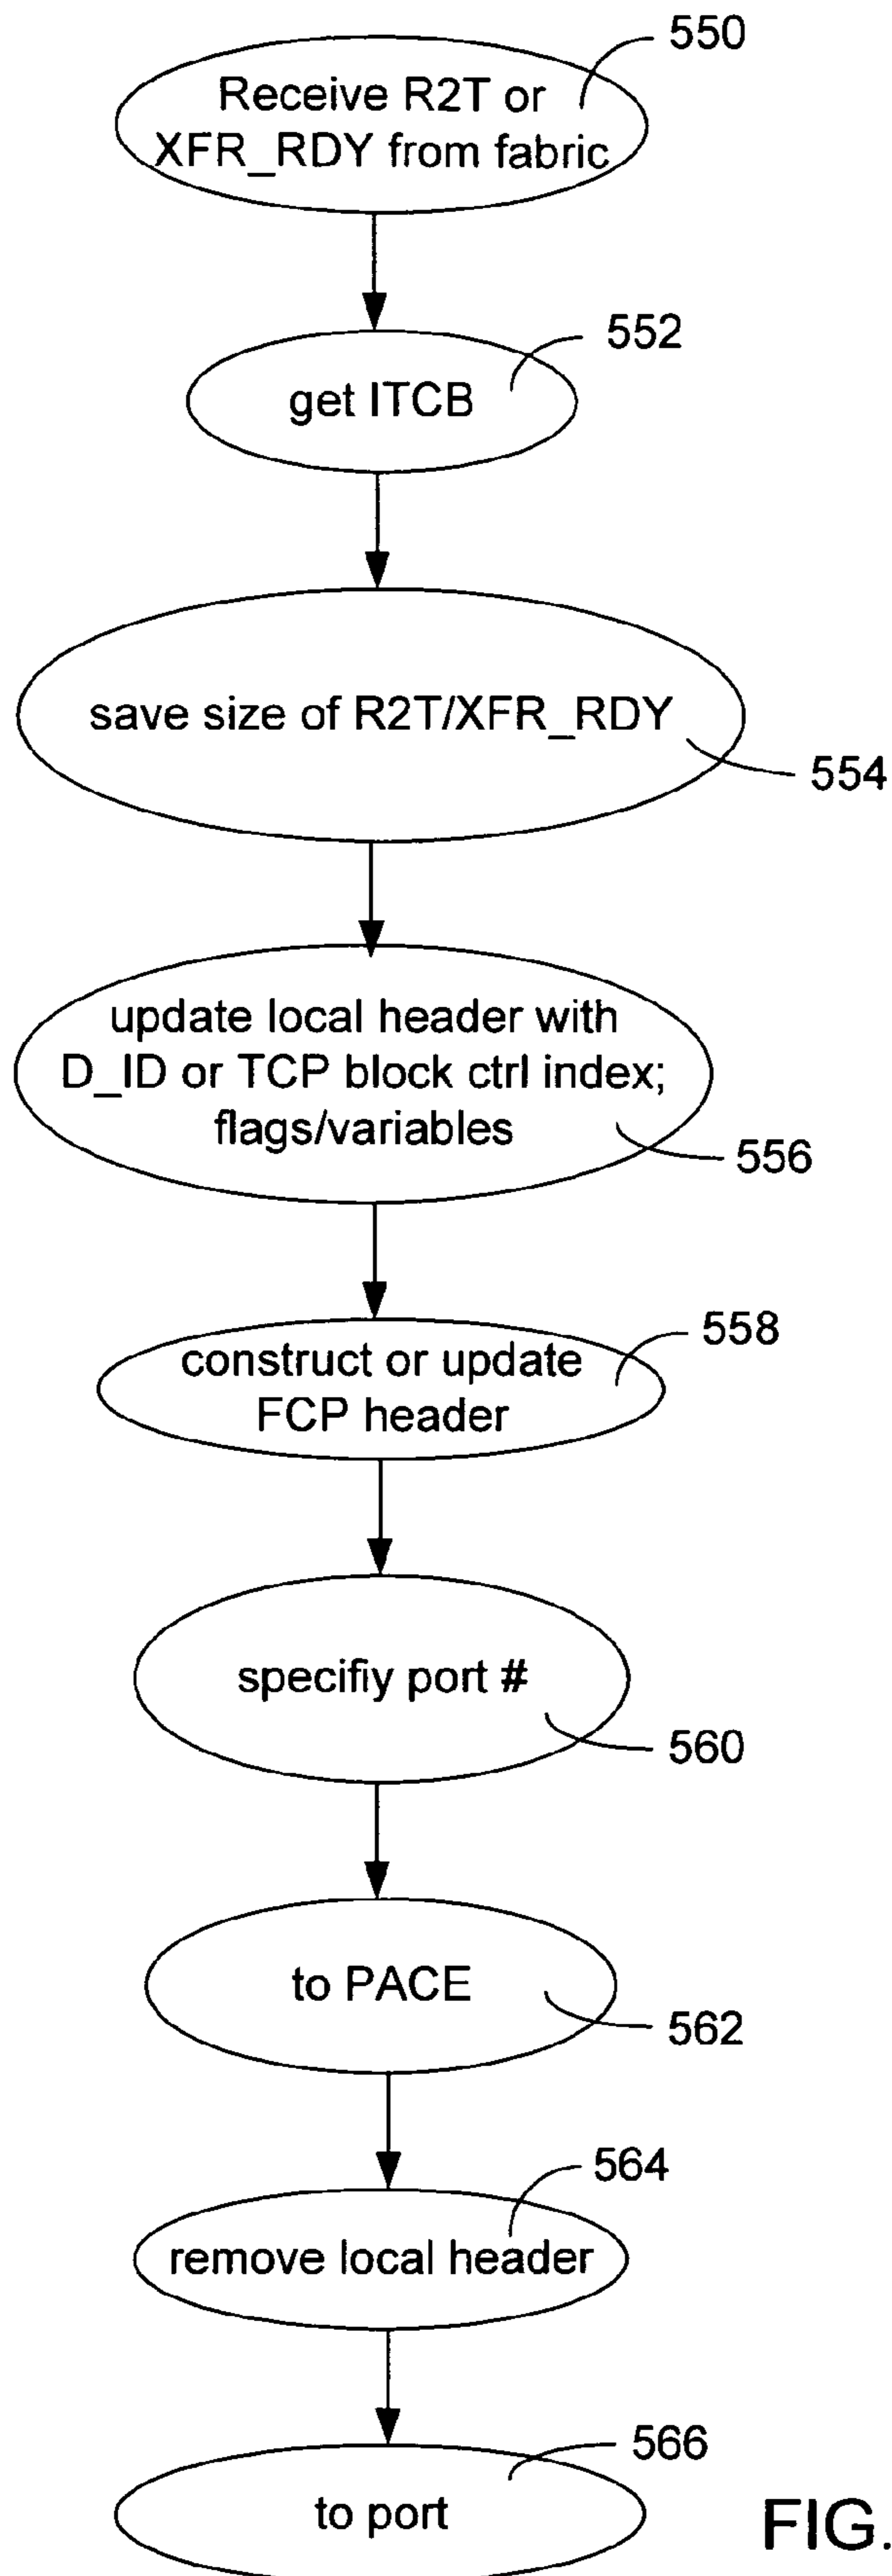 550
Receive R2T or
XFR_RDY from fabric
552
get ITCB
save size of R2T/XFR_RDY
554
update local header with
D_ID or TCP block ctrl index;
flags/variables
556
558
construct or update
FCP header
specifiy port #
560
to PACE
562
564
remove local header
566
to port
FIG.